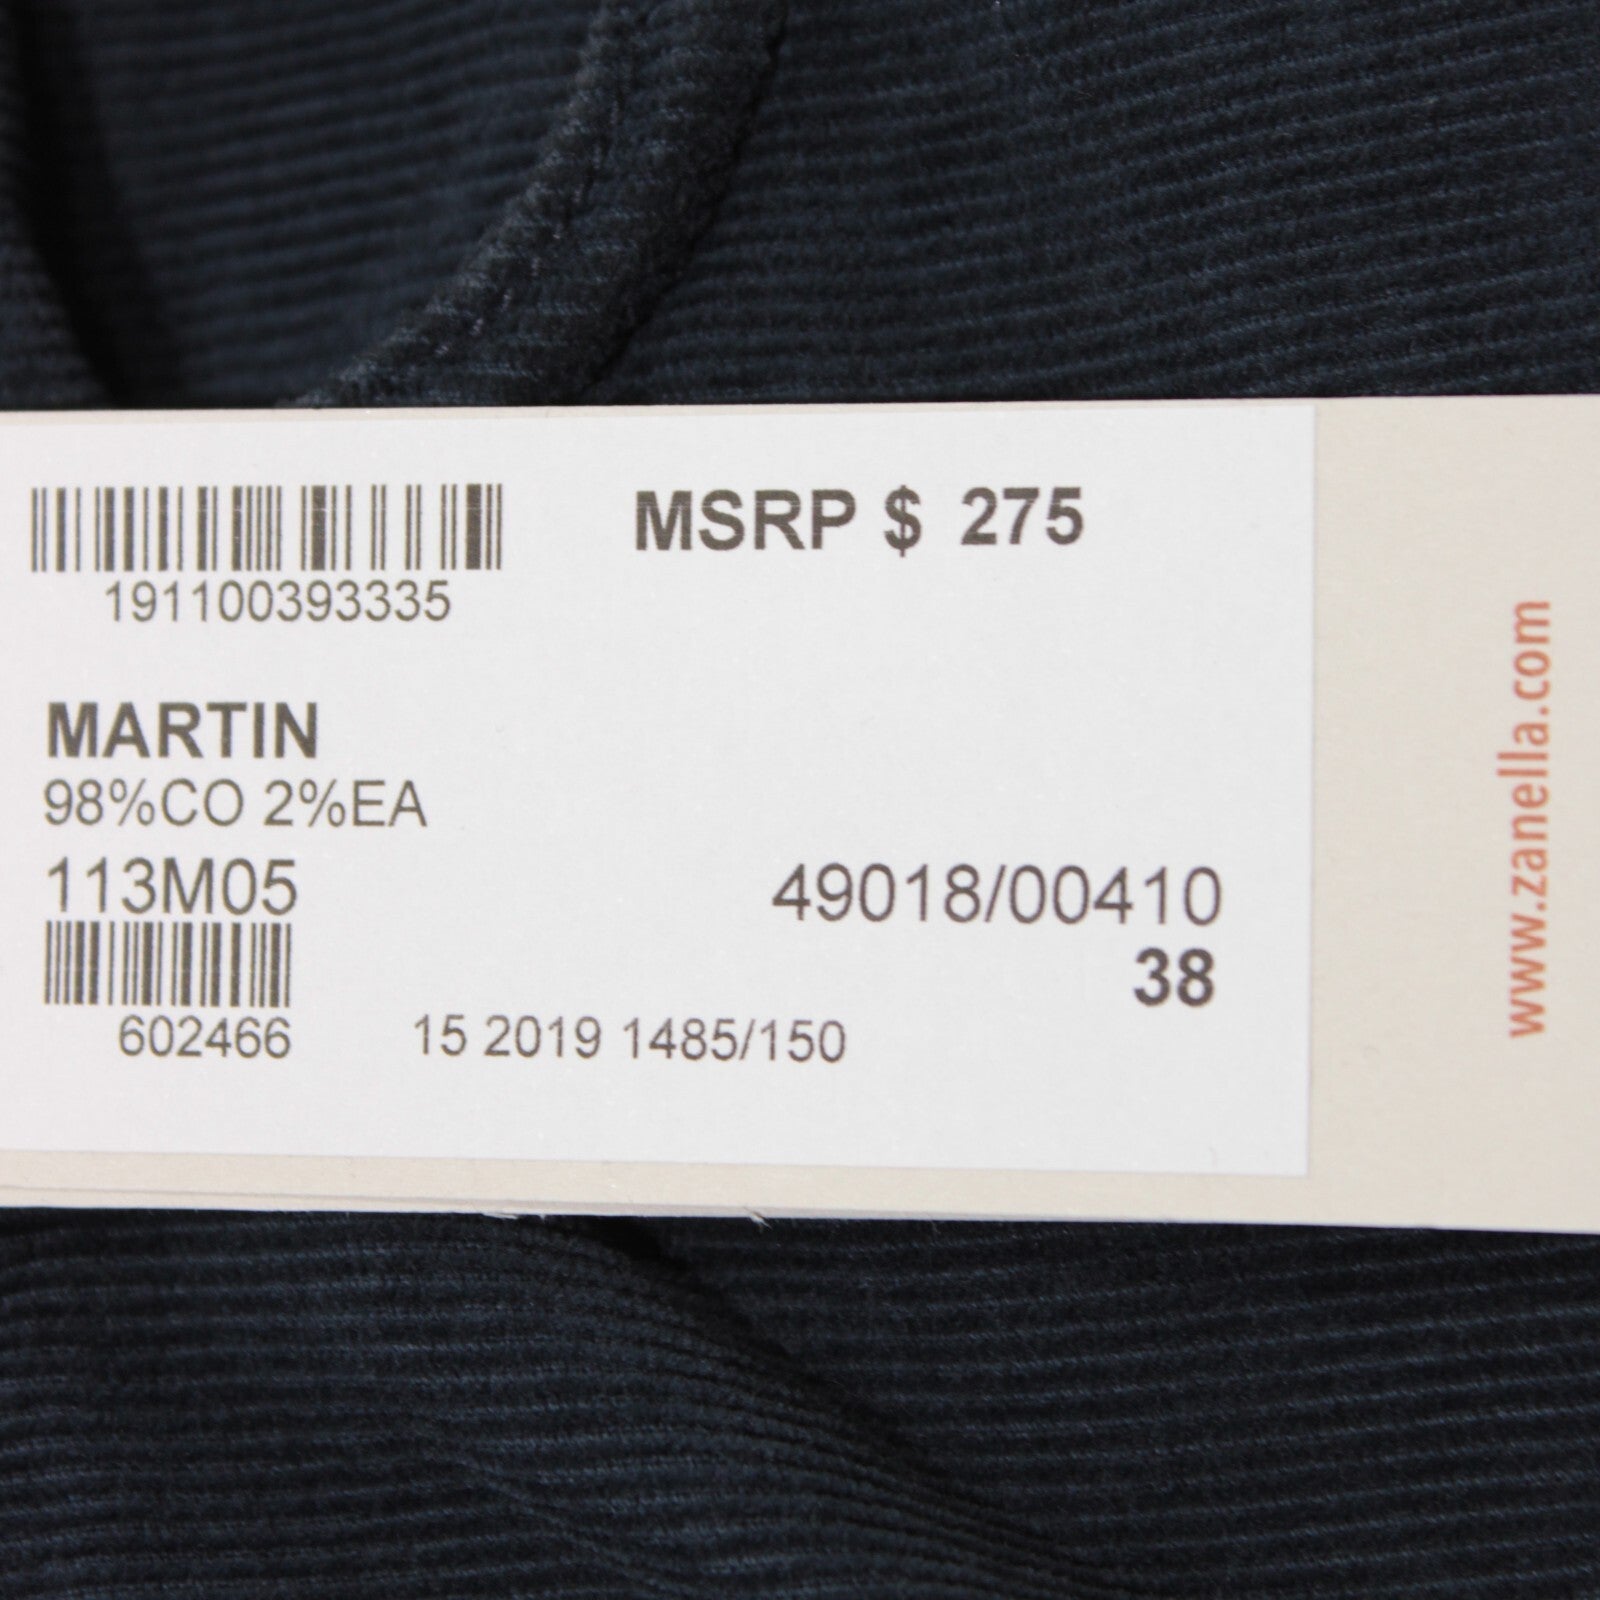 MSRP $ 275
191100393335
MARTIN
98%CO 2%EA
113M05
49018/00410
38
602466
15 2019 1485/150
www.zanella.com